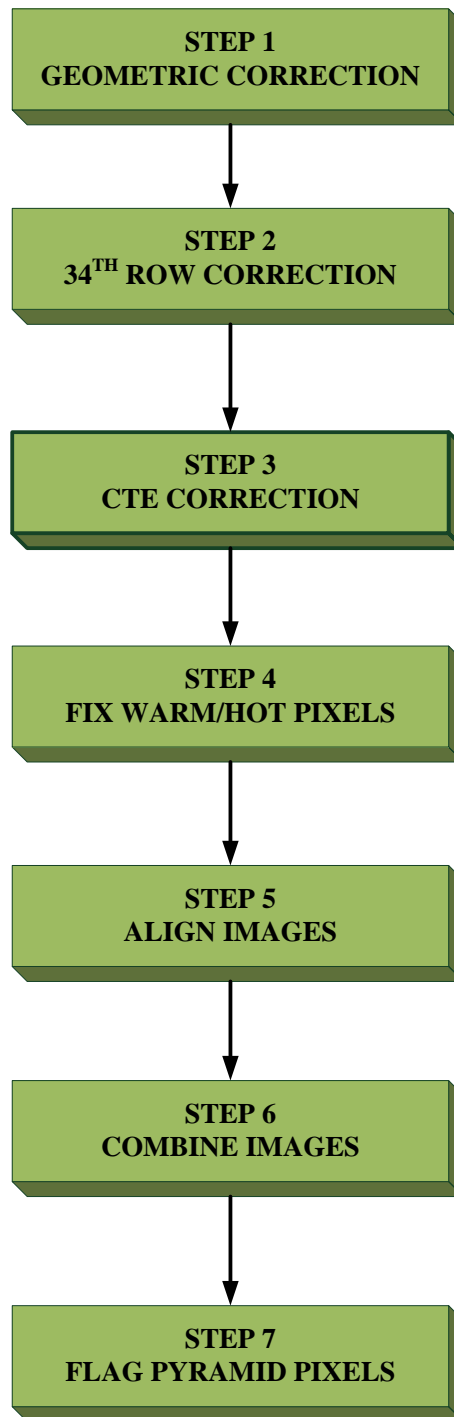 STEP 1
GEOMETRIC CORRECTION
STEP 2
34TH ROW CORRECTION
STEP 3
CTE CORRECTION
STEP 4
FIX WARM/HOT PIXELS
STEP 5
ALIGN IMAGES
STEP 6
COMBINE IMAGES
STEP 7
FLAG PYRAMID PIXELS